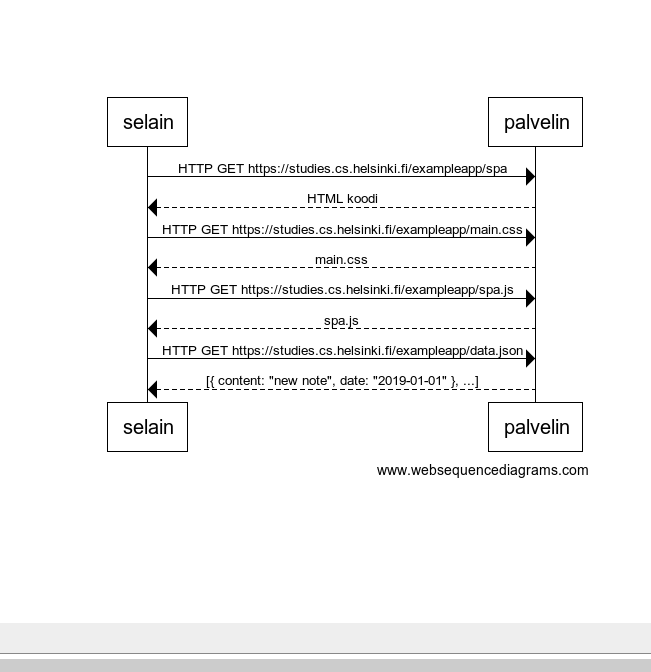 selain palvelin
HTTP GET https://studies.cs.helsinki.fi/exampleapp/spa
HTML koodi
HTTP GET https://studies.cs.helsinki.fi/exampleapp/main.css
main.css
HTTP GET https://studies.cs.helsinki.fi/exampleapp/spa.js
spa.js
HTTP GET https://studies.cs.helsinki.fi/exampleapp/data.json
[{ content: "new note", date: "2019-01-01" }, ...]
selain palvelin
www.websequencediagrams.com